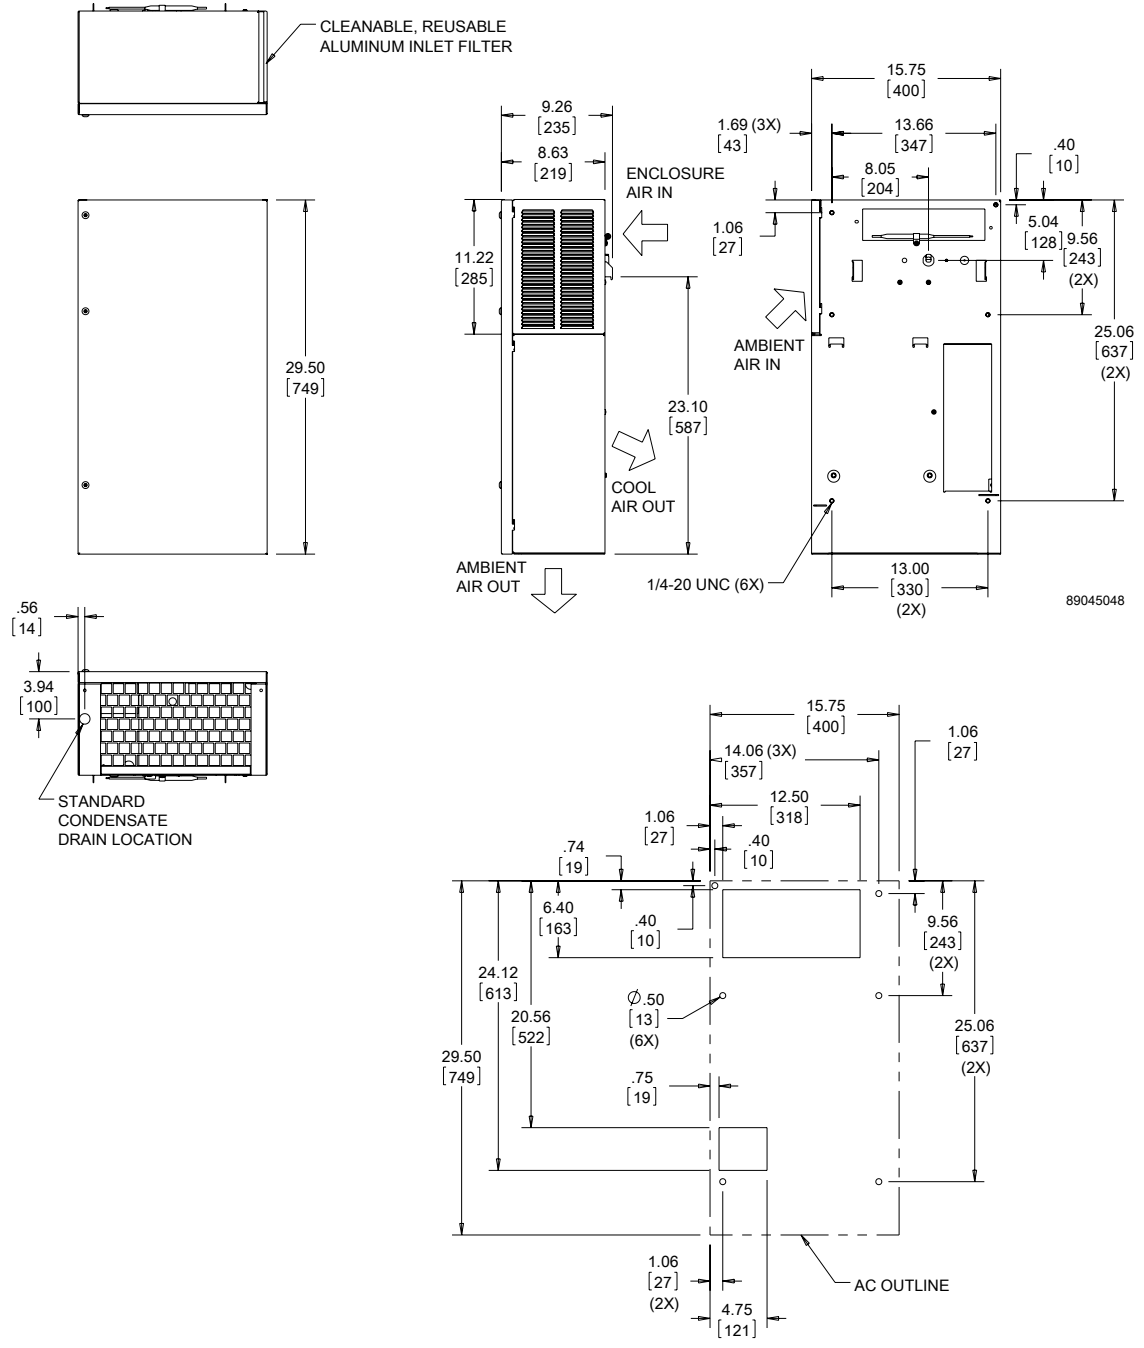 CLEANABLE, REUSABLE
ALUMINUM INLET FILTER
9.26
[235]
8.63
[219]
ENCLOSURE
AIR IN
11.22
[285]
29.50
[749]
23.10
[587]
COOL
AIR OUT
AMBIENT
AIR OUT
15.75
[400]
1.69 (3X)
[43]
13.66
[347]
.40
[10]
8.05
[204]
1.06
[27]
5.04
[128]
9.56
[243]
(2X)
AMBIENT
AIR IN
25.06
[637]
(2X)
1/4-20 UNC (6X)
13.00
[330]
(2X)
89045048
.56
[14]
3.94
[100]
STANDARD
CONDENSATE
DRAIN LOCATION
15.75
[400]
1.06
[27]
14.06 (3X)
[357]
12.50
[318]
1.06
[27]
.40
[10]
.74
[19]
6.40
[163]
.40
[10]
9.56
[243]
(2X)
24.12
[613]
Ø.50
[13]
(6X)
20.56
[522]
25.06
[637]
(2X)
29.50
[749]
.75
[19]
1.06
[27]
(2X)
4.75
[121]
AC OUTLINE